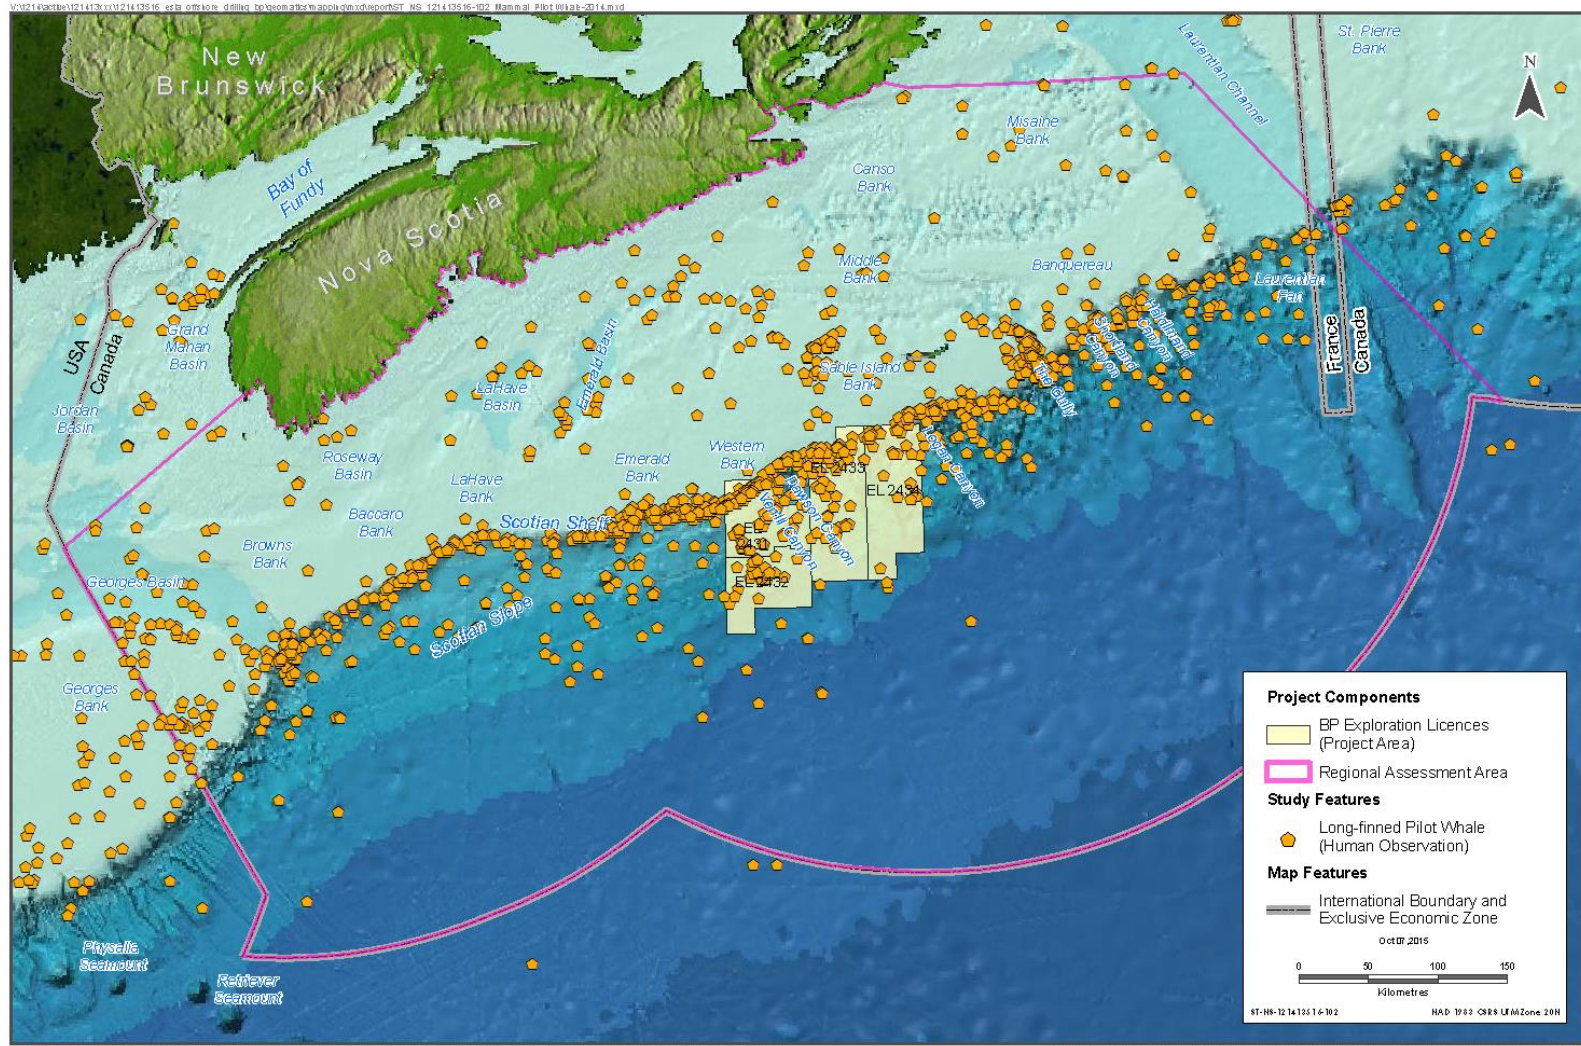 New
Brunswick
St. Pierre
Bank
Laurentian Channel
N
Misaine
Bank
Bay of
Fundy
Canso
Bank
Nova Scotia
Middle
Bank
Banquereau
Laurentian
Fan
Grand
Manan
Basin
USA
Canada
Emerald Basin
Haldimand
Canyon
Shortland
Canyon
France
Canada
The Gully
Sable Island
Bank
LaHave
Basin
Jordan
Basin
Roseway
Basin
Western
Bank
Emerald
Bank
EL 2433
Logan Canyon
LaHave
Bank
EL 2434
Baccaro
Bank
Scotian Shelf
Dawson Canyon
Verrill Canyon
EL
2431
Browns
Bank
Georges Basin
EL 2432
Scotian Slope
Georges
Bank
Physalia
Seamount
Retriever
Seamount
Project Components
BP Exploration Licences
(Project Area)
Regional Assessment Area
Study Features
Long-finned Pilot Whale
(Human Observation)
Map Features
International Boundary and
Exclusive Economic Zone
Oct 07, 2015
0 50 100 150
Kilometres
ST-NS-121413516-102
NAD 1983 CSRS UTM Zone 20N